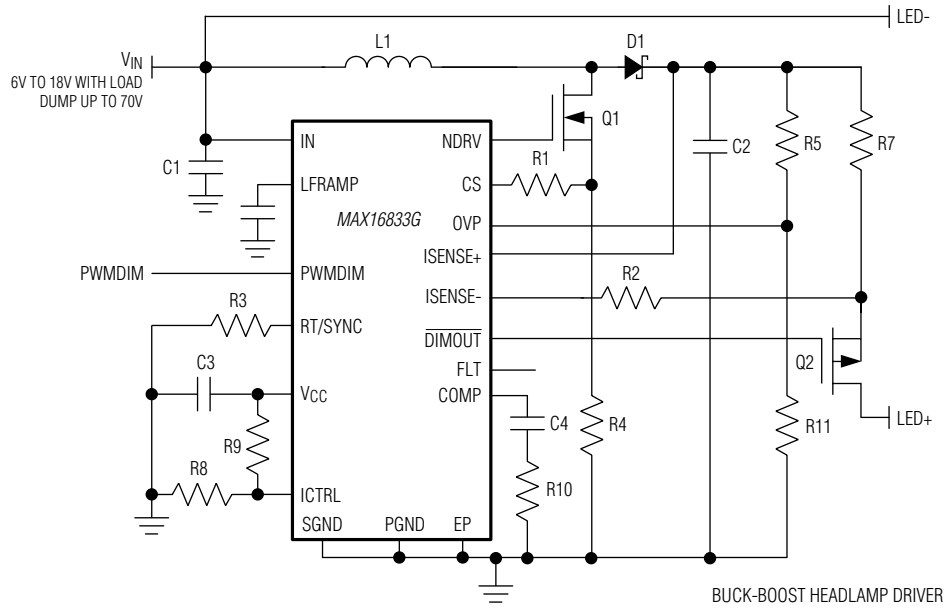 LED-
L1
D1
VIN
6V TO 18V WITH LOAD
DUMP UP TO 70V
Q1
IN
NDRV
C1
C2
R5
R7
R1
LFRAMP
CS
MAX16833G
OVP
ISENSE+
PWMDIM
PWMDIM
R2
ISENSE-
R3
RT/SYNC
DIMOUT
Q2
C3
FLT
VCC
COMP
LED+
C4
R4
R11
R9
R8
R10
ICTRL
SGND
PGND
EP
BUCK-BOOST HEADLAMP DRIVER